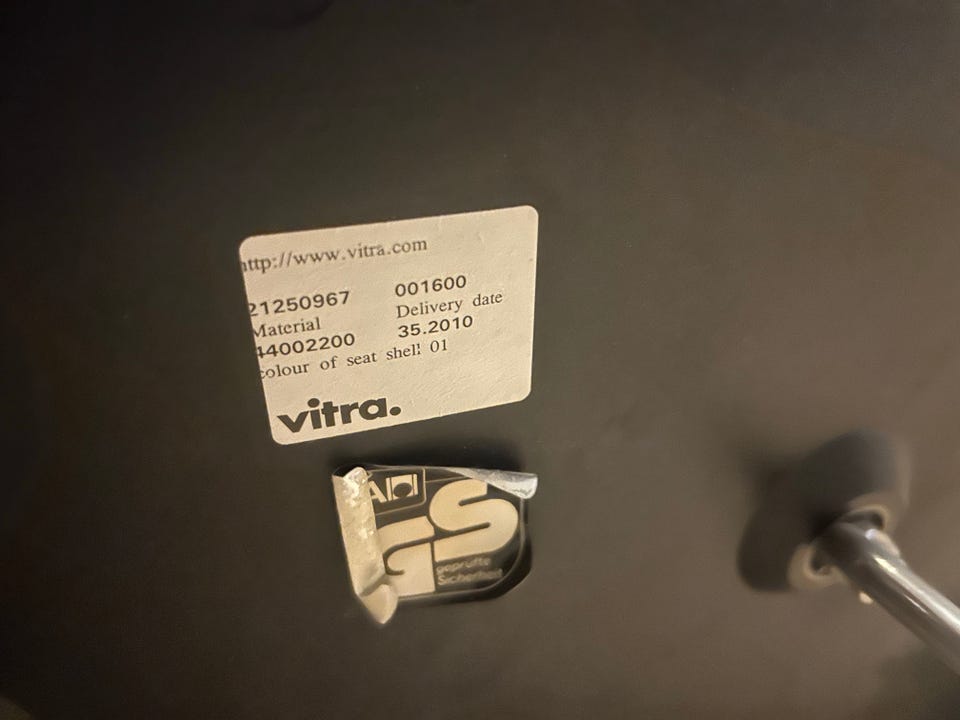 http://www.vitra.com
21250967 001600
Material Delivery date
44002200 35.2010
colour of seat shell 01
vitra.
GS
geprüfte
Sicherheit